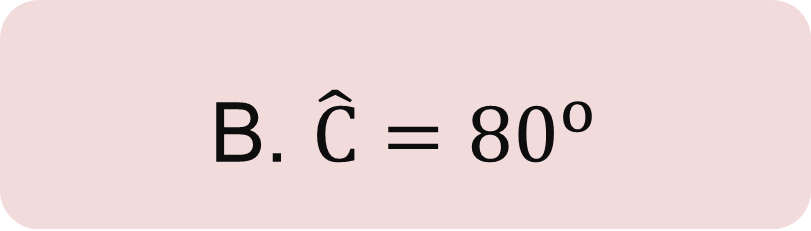 B. Ĉ = 80º